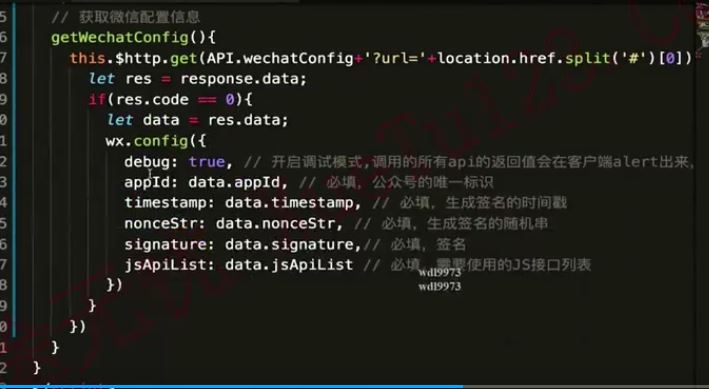 5 // 获取微信配置信息
6 getWechatConfig(){
7 this.$http.get(API.wechatConfig+'?url='+location.href.split('#')[0])
8 let res = response.data;
9 if(res.code == 0){
0 let data = res.data;
1 wx.config({
2 debug: true, // 开启调试模式,调用的所有api的返回值会在客户端alert出来,
3 appId: data.appId, // 必填，公众号的唯一标识
4 timestamp: data.timestamp, // 必填，生成签名的时间戳
5 nonceStr: data.nonceStr, // 必填，生成签名的随机串
6 signature: data.signature,// 必填，签名
7 jsApiList: data.jsApiList // 必填，需要使用的JS接口列表
wdl9973
8 })
wdl9973
9 }
0 })
1 }
2 }